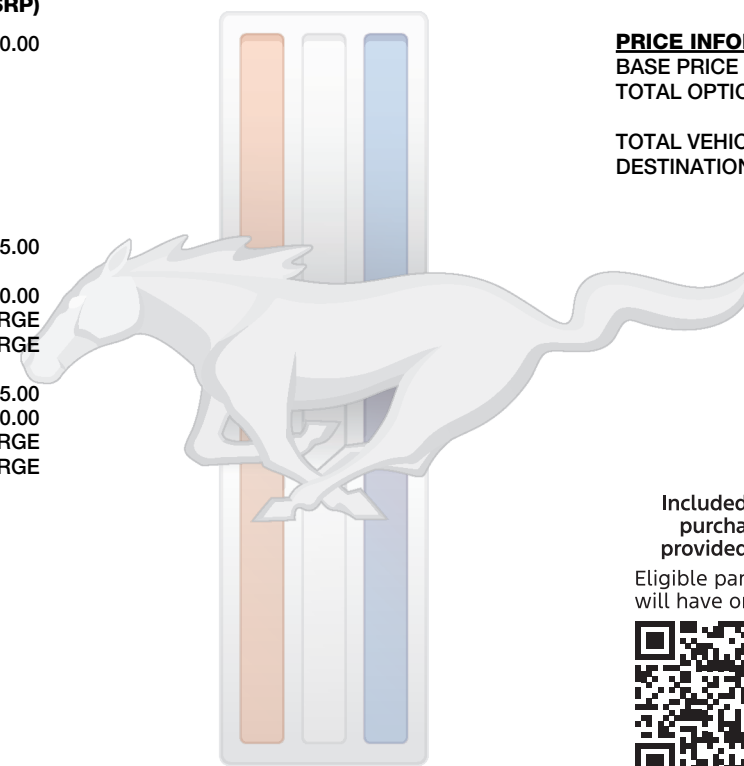 SRP)
0.00
5.00
0.00
RGE
RGE
5.00
0.00
RGE
RGE
PRICE INFO
BASE PRICE
TOTAL OPTIO
TOTAL VEHIC
DESTINATION
Included
purcha
provided
Eligible par
will have o